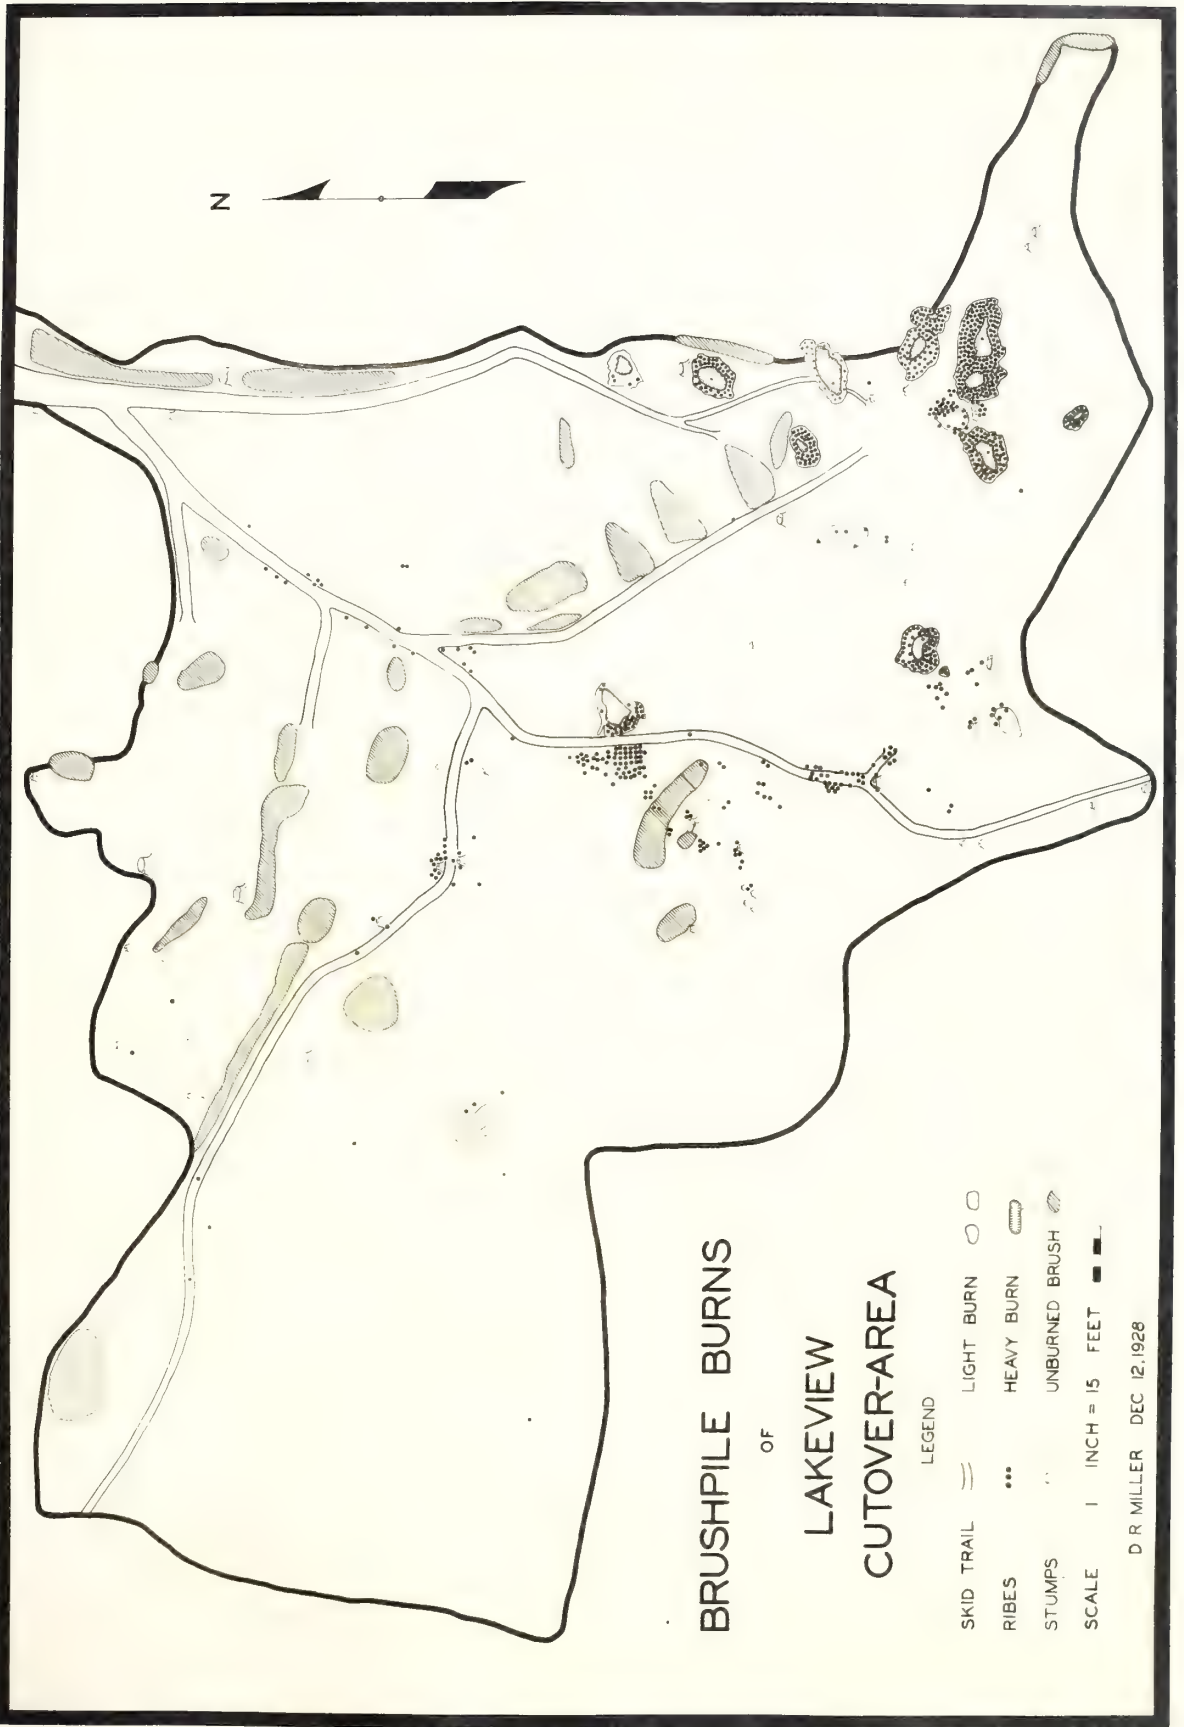 N
BRUSHPILE BURNS
OF
LAKEVIEW
CUTOVER-AREA
LEGEND
SKID TRAIL LIGHT BURN
RIBES HEAVY BURN
STUMPS UNBURNED BRUSH
SCALE 1 INCH = 15 FEET
D R MILLER DEC 12, 1928